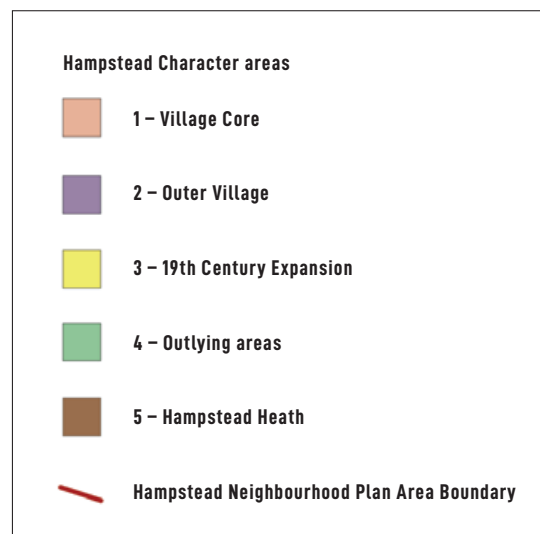 Hampstead Character areas
1 – Village Core
2 – Outer Village
3 – 19th Century Expansion
4 – Outlying areas
5 – Hampstead Heath
Hampstead Neighbourhood Plan Area Boundary